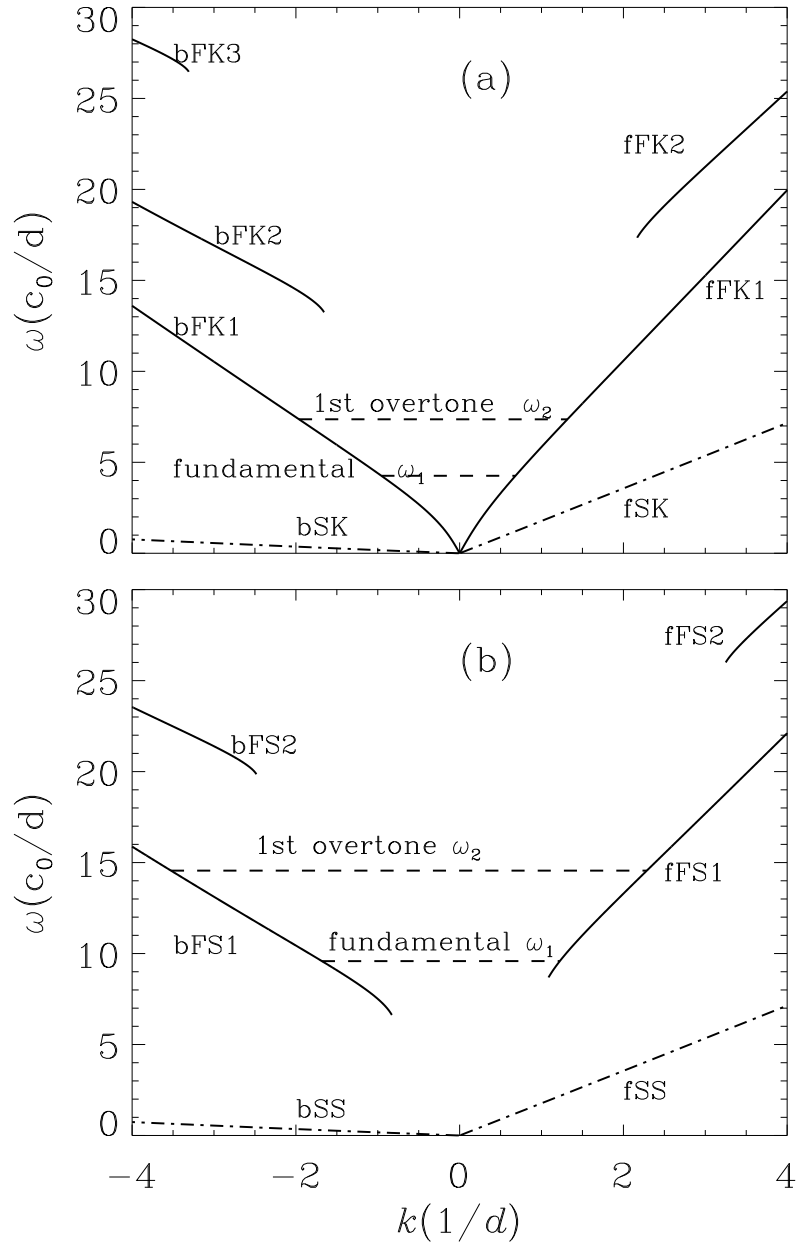 30
bFK3
(a)
25
fFK2
20
bFK2
15
fFK1
bFK1
ω(c₀/d)
10
1st overtone ω₂
5
fundamental ω₁
fSK
bSK
0
30
fFS2
(b)
25
bFS2
20
1st overtone ω₂
15
fFS1
ω(c₀/d)
bFS1
fundamental ω₁
10
5
fSS
bSS
0
−4 −2 0 2 4
k(1/d)